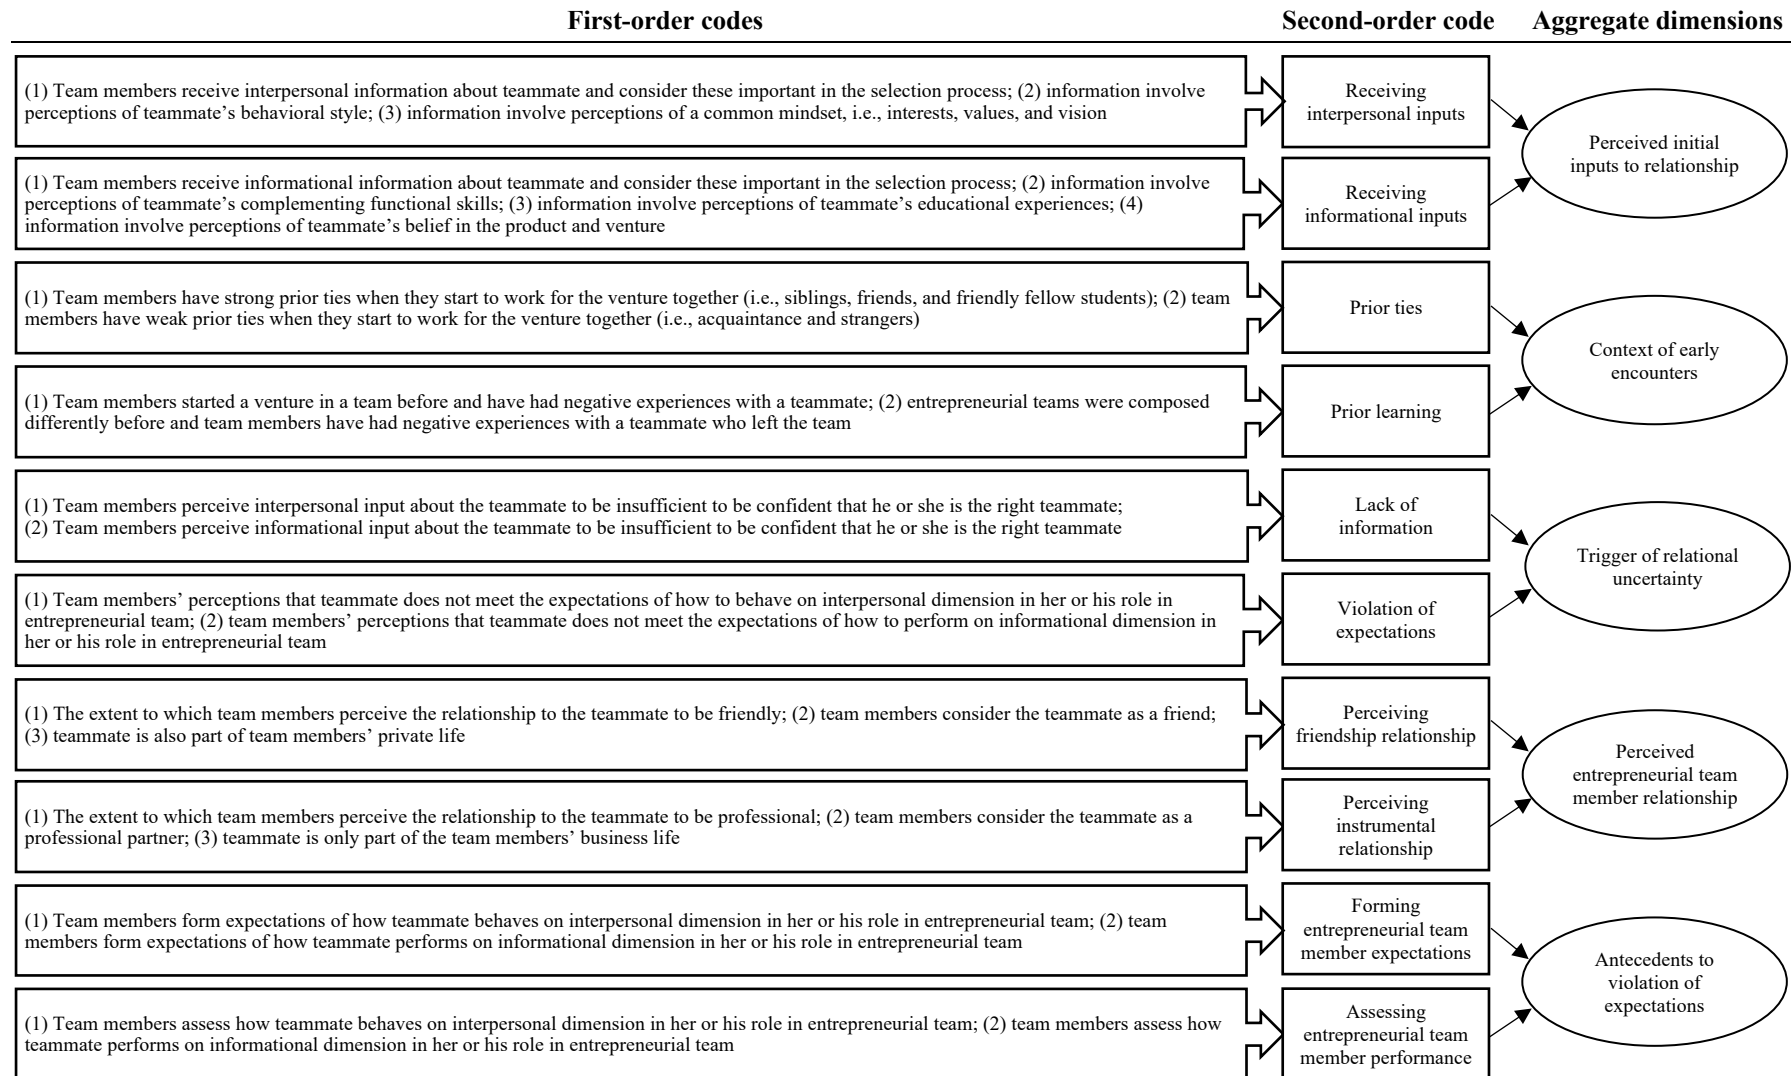 First-order codes
Second-order code
Aggregate dimensions
(1) Team members receive interpersonal information about teammate and consider these important in the selection process; (2) information involve
perceptions of teammate’s behavioral style; (3) information involve perceptions of a common mindset, i.e., interests, values, and vision
Receiving
interpersonal inputs
Perceived initial
inputs to relationship
(1) Team members receive informational information about teammate and consider these important in the selection process; (2) information involve
perceptions of teammate’s complementing functional skills; (3) information involve perceptions of teammate’s educational experiences; (4)
information involve perceptions of teammate’s belief in the product and venture
Receiving
informational inputs
(1) Team members have strong prior ties when they start to work for the venture together (i.e., siblings, friends, and friendly fellow students); (2) team
members have weak prior ties when they start to work for the venture together (i.e., acquaintance and strangers)
Prior ties
Context of early
encounters
(1) Team members started a venture in a team before and have had negative experiences with a teammate; (2) entrepreneurial teams were composed
differently before and team members have had negative experiences with a teammate who left the team
Prior learning
(1) Team members perceive interpersonal input about the teammate to be insufficient to be confident that he or she is the right teammate;
(2) Team members perceive informational input about the teammate to be insufficient to be confident that he or she is the right teammate
Lack of
information
Trigger of relational
uncertainty
(1) Team members’ perceptions that teammate does not meet the expectations of how to behave on interpersonal dimension in her or his role in
entrepreneurial team; (2) team members’ perceptions that teammate does not meet the expectations of how to perform on informational dimension in
her or his role in entrepreneurial team
Violation of
expectations
(1) The extent to which team members perceive the relationship to the teammate to be friendly; (2) team members consider the teammate as a friend;
(3) teammate is also part of team members’ private life
Perceiving
friendship relationship
Perceived
entrepreneurial team
member relationship
(1) The extent to which team members perceive the relationship to the teammate to be professional; (2) team members consider the teammate as a
professional partner; (3) teammate is only part of the team members’ business life
Perceiving
instrumental
relationship
(1) Team members form expectations of how teammate behaves on interpersonal dimension in her or his role in entrepreneurial team; (2) team
members form expectations of how teammate performs on informational dimension in her or his role in entrepreneurial team
Forming
entrepreneurial team
member expectations
Antecedents to
violation of
expectations
(1) Team members assess how teammate behaves on interpersonal dimension in her or his role in entrepreneurial team; (2) team members assess how
teammate performs on informational dimension in her or his role in entrepreneurial team
Assessing
entrepreneurial team
member performance